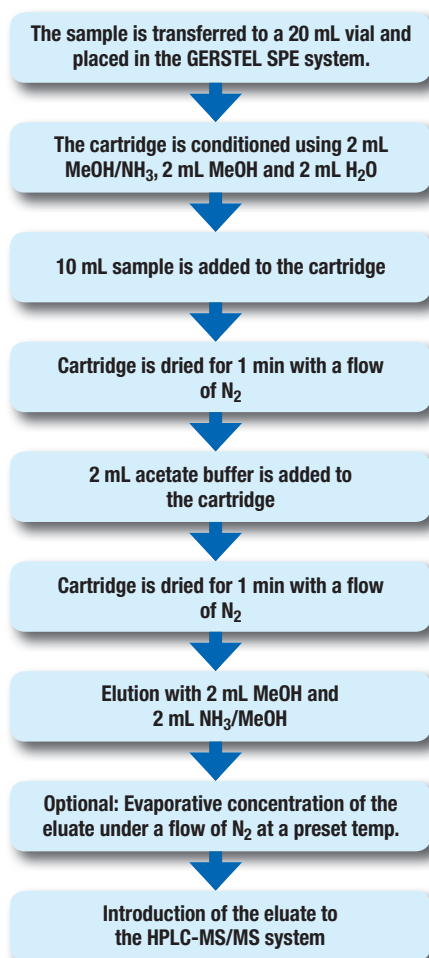 The sample is transferred to a 20 mL vial and
placed in the GERSTEL SPE system.
The cartridge is conditioned using 2 mL
MeOH/NH₃, 2 mL MeOH and 2 mL H₂O
10 mL sample is added to the cartridge
Cartridge is dried for 1 min with a flow
of N₂
2 mL acetate buffer is added to
the cartridge
Cartridge is dried for 1 min with a flow
of N₂
Elution with 2 mL MeOH and
2 mL NH₃/MeOH
Optional: Evaporative concentration of the
eluate under a flow of N₂ at a preset temp.
Introduction of the eluate to
the HPLC-MS/MS system